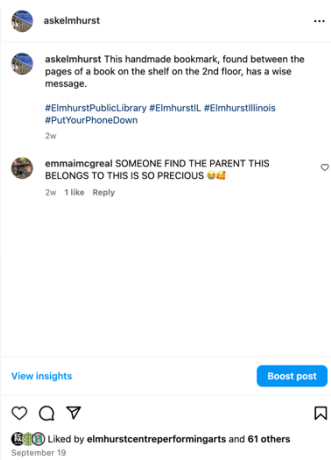 askelmhurst
askelmhurst This handmade bookmark, found between the
pages of a book on the shelf on the 2nd floor, has a wise
message.
#ElmhurstPublicLibrary #ElmhurstIL #ElmhurstIllinois
#PutYourPhoneDown
2w
emmaimcgreal SOMEONE FIND THE PARENT THIS
BELONGS TO THIS IS SO PRECIOUS 😭🥰
2w 1 like Reply
View insights
Boost post
Liked by elmhurstcentreperformingarts and 61 others
September 19